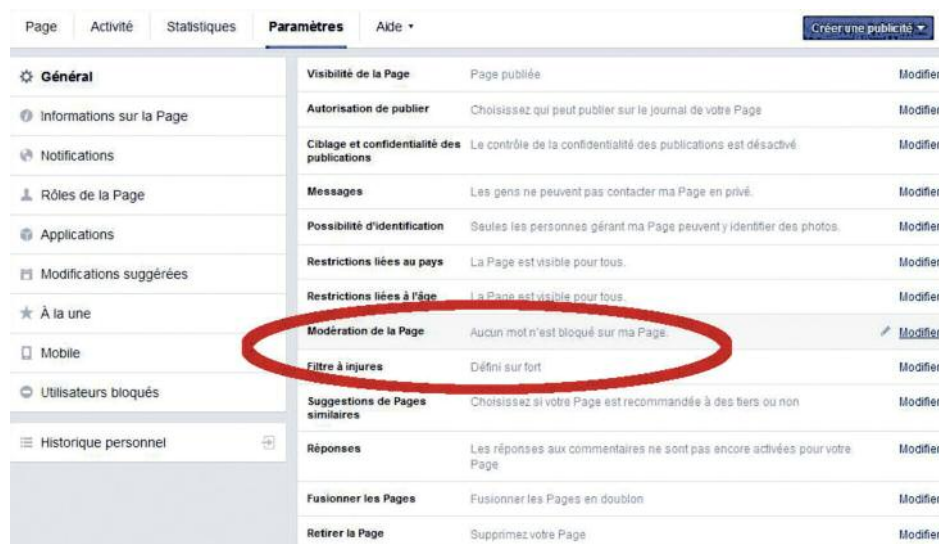 Page Activité Statistiques Paramètres Aide
Créer une publicité
Général
Informations sur la Page
Notifications
Rôles de la Page
Applications
Modifications suggérées
À la une
Mobile
Utilisateurs bloqués
Historique personnel
Visibilité de la Page Page publiée Modifier
Autorisation de publier Choisissez qui peut publier sur le journal de votre Page Modifier
Ciblage et confidentialité des Le contrôle de la confidentialité des publications est désactivé. Modifier
publications
Messages Les gens ne peuvent pas contacter ma Page en privé. Modifier
Possibilité d'identification Seules les personnes gérant ma Page peuvent y identifier des photos. Modifier
Restrictions liées au pays La Page est visible pour tous. Modifier
Restrictions liées à l'âge La Page est visible pour tous. Modifier
Modération de la Page Aucun mot n'est bloqué sur ma Page. Modifier
Filtre à injures Défini sur fort Modifier
Suggestions de Pages Choisissez si votre Page est recommandée à des tiers ou non Modifier
similaires
Réponses Les réponses aux commentaires ne sont pas encore activées pour votre Modifier
Page
Fusionner les Pages Fusionner les Pages en doublon Modifier
Retirer la Page Supprimez votre Page Modifier